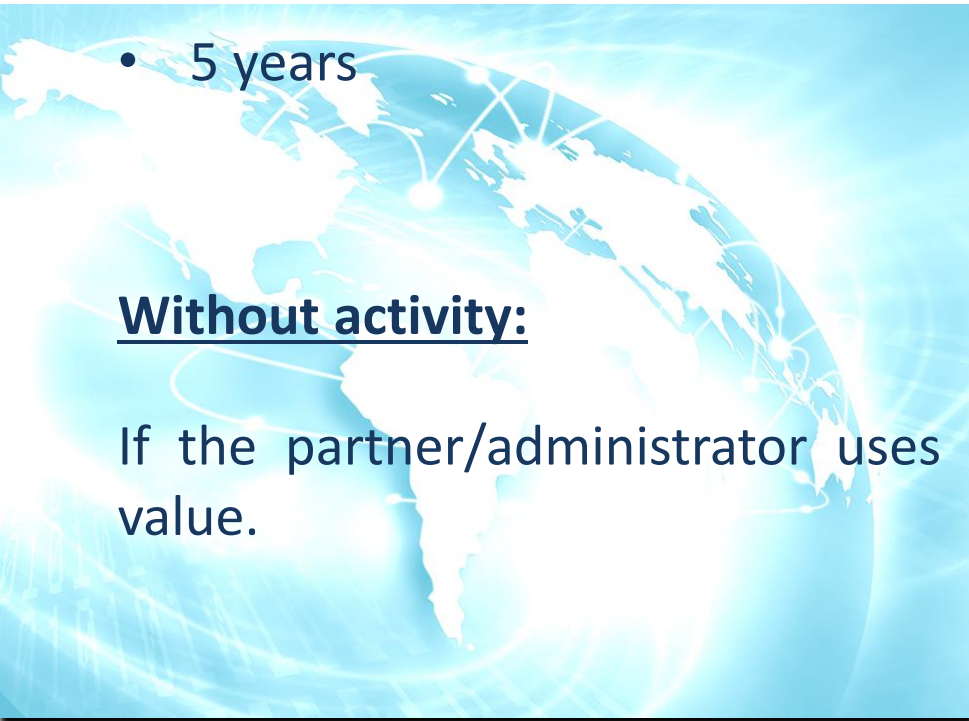 • 5 years
Without activity:
If the partner/administrator uses
value.